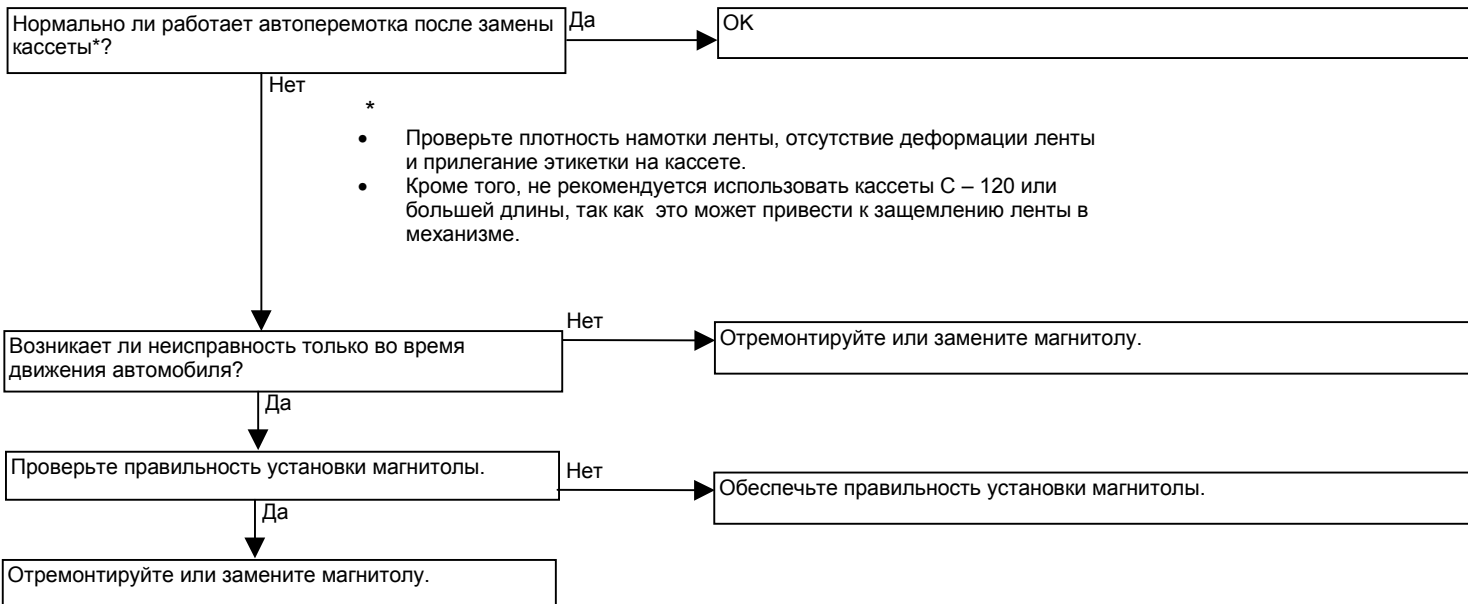 Нормально ли работает автоперемотка после замены
кассеты*?
Да
OK
Нет
*
• Проверьте плотность намотки ленты, отсутствие деформации ленты
и прилегание этикетки на кассете.
• Кроме того, не рекомендуется использовать кассеты С – 120 или
большей длины, так как это может привести к защемлению ленты в
механизме.
Возникает ли неисправность только во время
движения автомобиля?
Нет
Отремонтируйте или замените магнитолу.
Да
Проверьте правильность установки магнитолы.
Нет
Обеспечьте правильность установки магнитолы.
Да
Отремонтируйте или замените магнитолу.